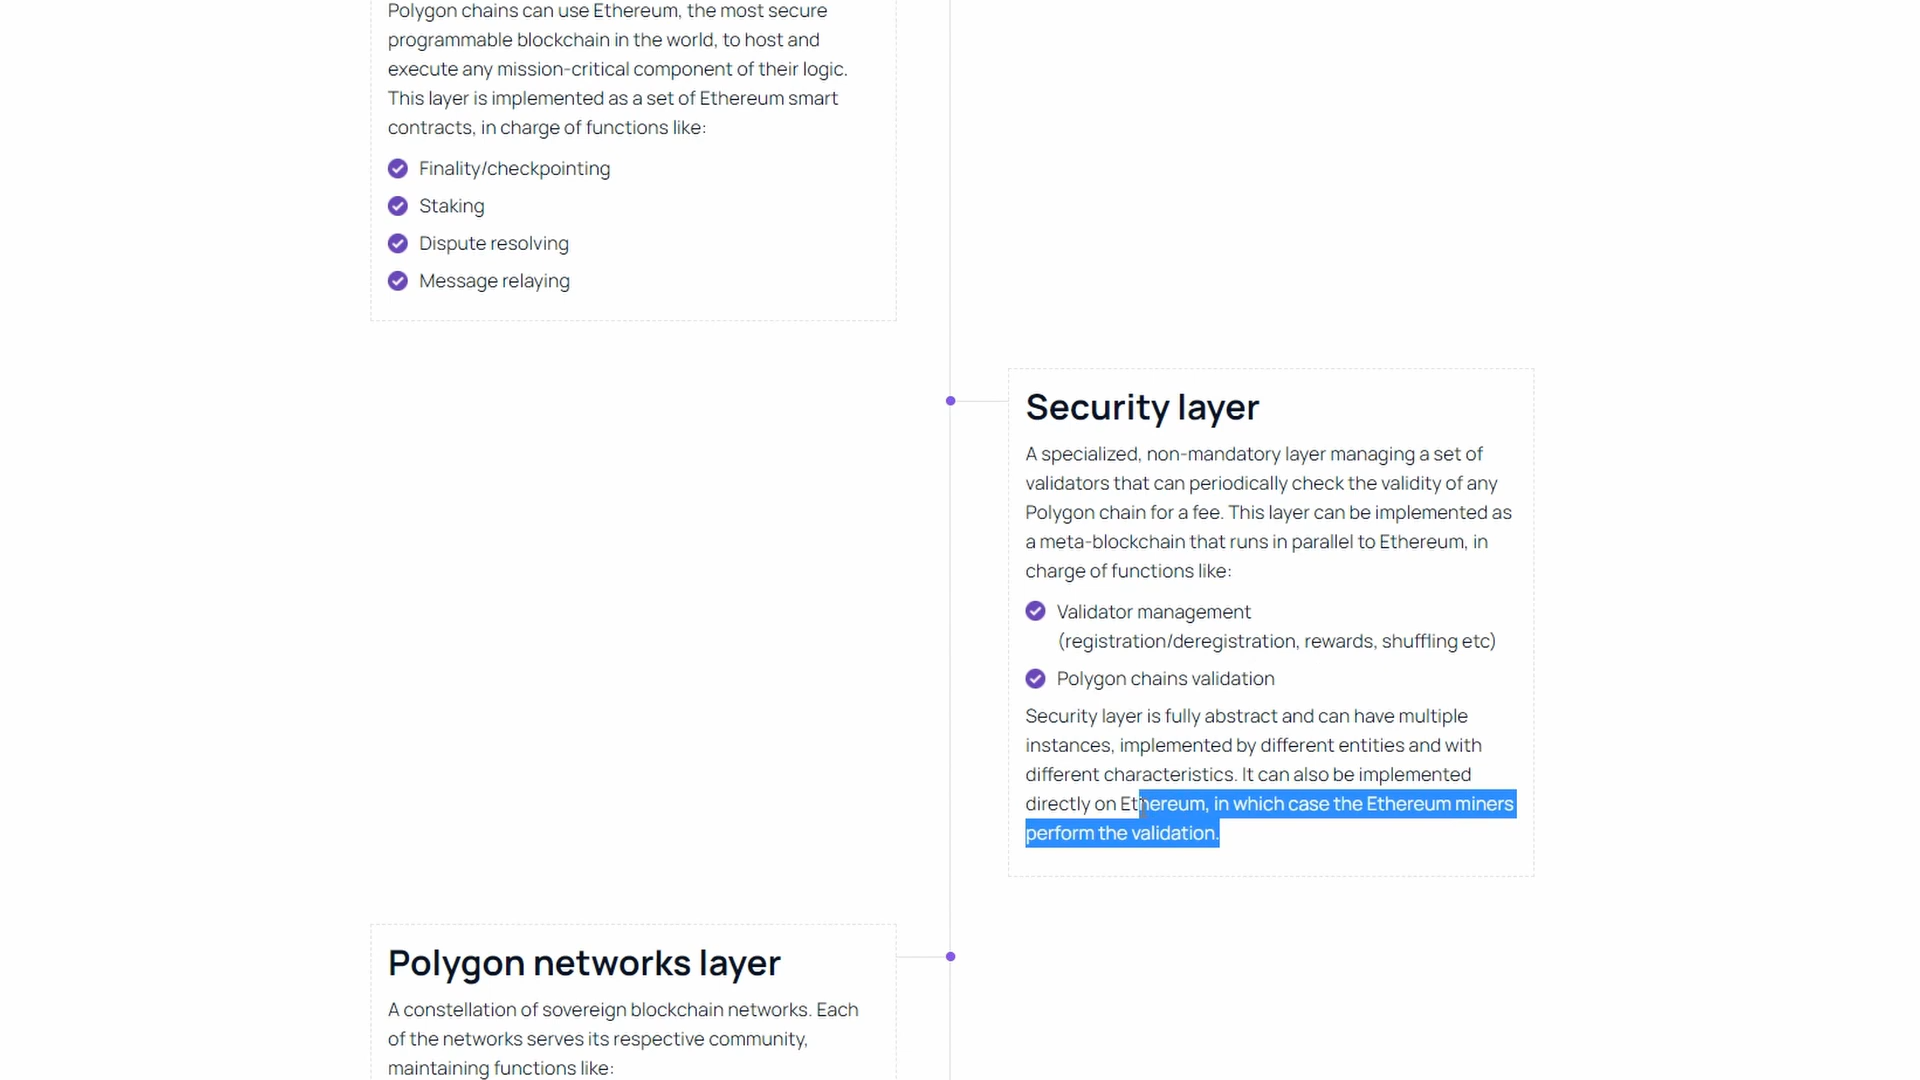 Polygon chains can use Ethereum, the most secure
programmable blockchain in the world, to host and
execute any mission-critical component of their logic.
This layer is implemented as a set of Ethereum smart
contracts, in charge of functions like:
Finality/checkpointing
Staking
Dispute resolving
Message relaying
Security layer
A specialized, non-mandatory layer managing a set of
validators that can periodically check the validity of any
Polygon chain for a fee. This layer can be implemented as
a meta-blockchain that runs in parallel to Ethereum, in
charge of functions like:
Validator management
(registration/deregistration, rewards, shuffling etc)
Polygon chains validation
Security layer is fully abstract and can have multiple
instances, implemented by different entities and with
different characteristics. It can also be implemented
directly on Ethereum, in which case the Ethereum miners
perform the validation.
Polygon networks layer
A constellation of sovereign blockchain networks. Each
of the networks serves its respective community,
maintaining functions like: